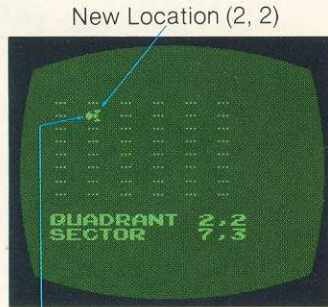 New Location (2, 2)
QUADRANT 2,2
SECTOR 7,3